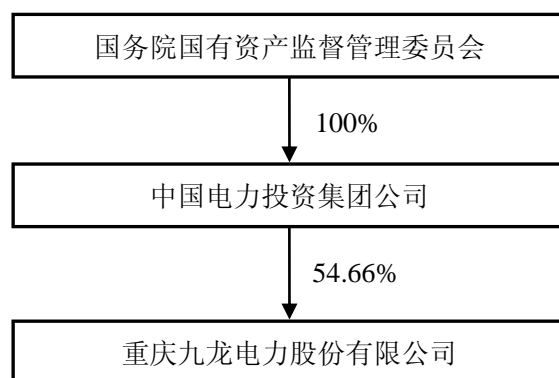 国务院国有资产监督管理委员会
100%
中国电力投资集团公司
54.66%
重庆九龙电力股份有限公司